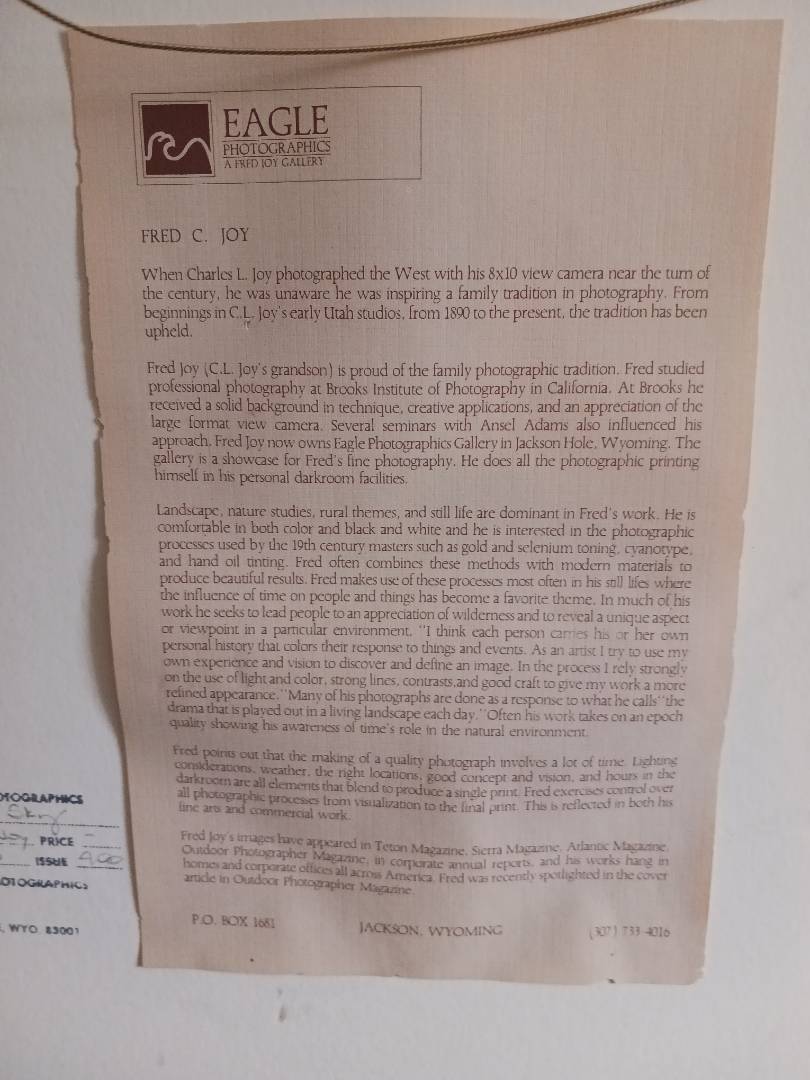 EAGLE
PHOTOGRAPHICS
A FRED JOY GALLERY
FRED C. JOY
When Charles L. Joy photographed the West with his 8x10 view camera near the turn of
the century, he was unaware he was inspiring a family tradition in photography. From
beginnings in C.L. Joy's early Utah studios, from 1890 to the present, the tradition has been
upheld.
Fred Joy (C.L. Joy's grandson) is proud of the family photographic tradition. Fred studied
professional photography at Brooks Institute of Photography in California. At Brooks he
received a solid background in technique, creative applications, and an appreciation of the
large format view camera. Several seminars with Ansel Adams also influenced his
approach. Fred Joy now owns Eagle Photographics Gallery in Jackson Hole, Wyoming. The
gallery is a showcase for Fred's fine photography. He does all the photographic printing
himself in his personal darkroom facilities.
Landscape, nature studies, rural themes, and still life are dominant in Fred's work. He is
comfortable in both color and black and white and he is interested in the photographic
processes used by the 19th century masters such as gold and selenium toning, cyanotype,
and hand oil tinting. Fred often combines these methods with modern materials to
produce beautiful results. Fred makes use of these processes most often in his still lifes where
the influence of time on people and things has become a favorite theme. In much of his
work he seeks to lead people to an appreciation of wilderness and to reveal a unique aspect
or viewpoint in a particular environment. "I think each person carries his or her own
personal history that colors their response to things and events. As an artist I try to use my
own experience and vision to discover and define an image. In the process I rely strongly
on the use of light and color, strong lines, contrasts,and good craft to give my work a more
refined appearance." Many of his photographs are done as a response to what he calls "the
drama that is played out in a living landscape each day." Often his work takes on an epoch
quality showing his awareness of time's role in the natural environment.
Fred points out that the making of a quality photograph involves a lot of time. Lighting
considerations, weather, the right locations, good concept and vision, and hours in the
darkroom are all elements that blend to produce a single print. Fred exercises control over
all photographic processes from visualization to the final print. This is reflected in both his
fine arts and commercial work.
Fred Joy's images have appeared in Teton Magazine, Sierra Magazine, Atlantic Magazine,
Outdoor Photographer Magazine, in corporate annual reports, and his works hang in
homes and corporate offices all across America. Fred was recently spotlighted in the cover
article in Outdoor Photographer Magazine.
P.O. BOX 1681 JACKSON, WYOMING (307) 733-4016
OTOGRAPHICS
PRICE
ISSUE
OTOGRAPHICS
, WYO 83001